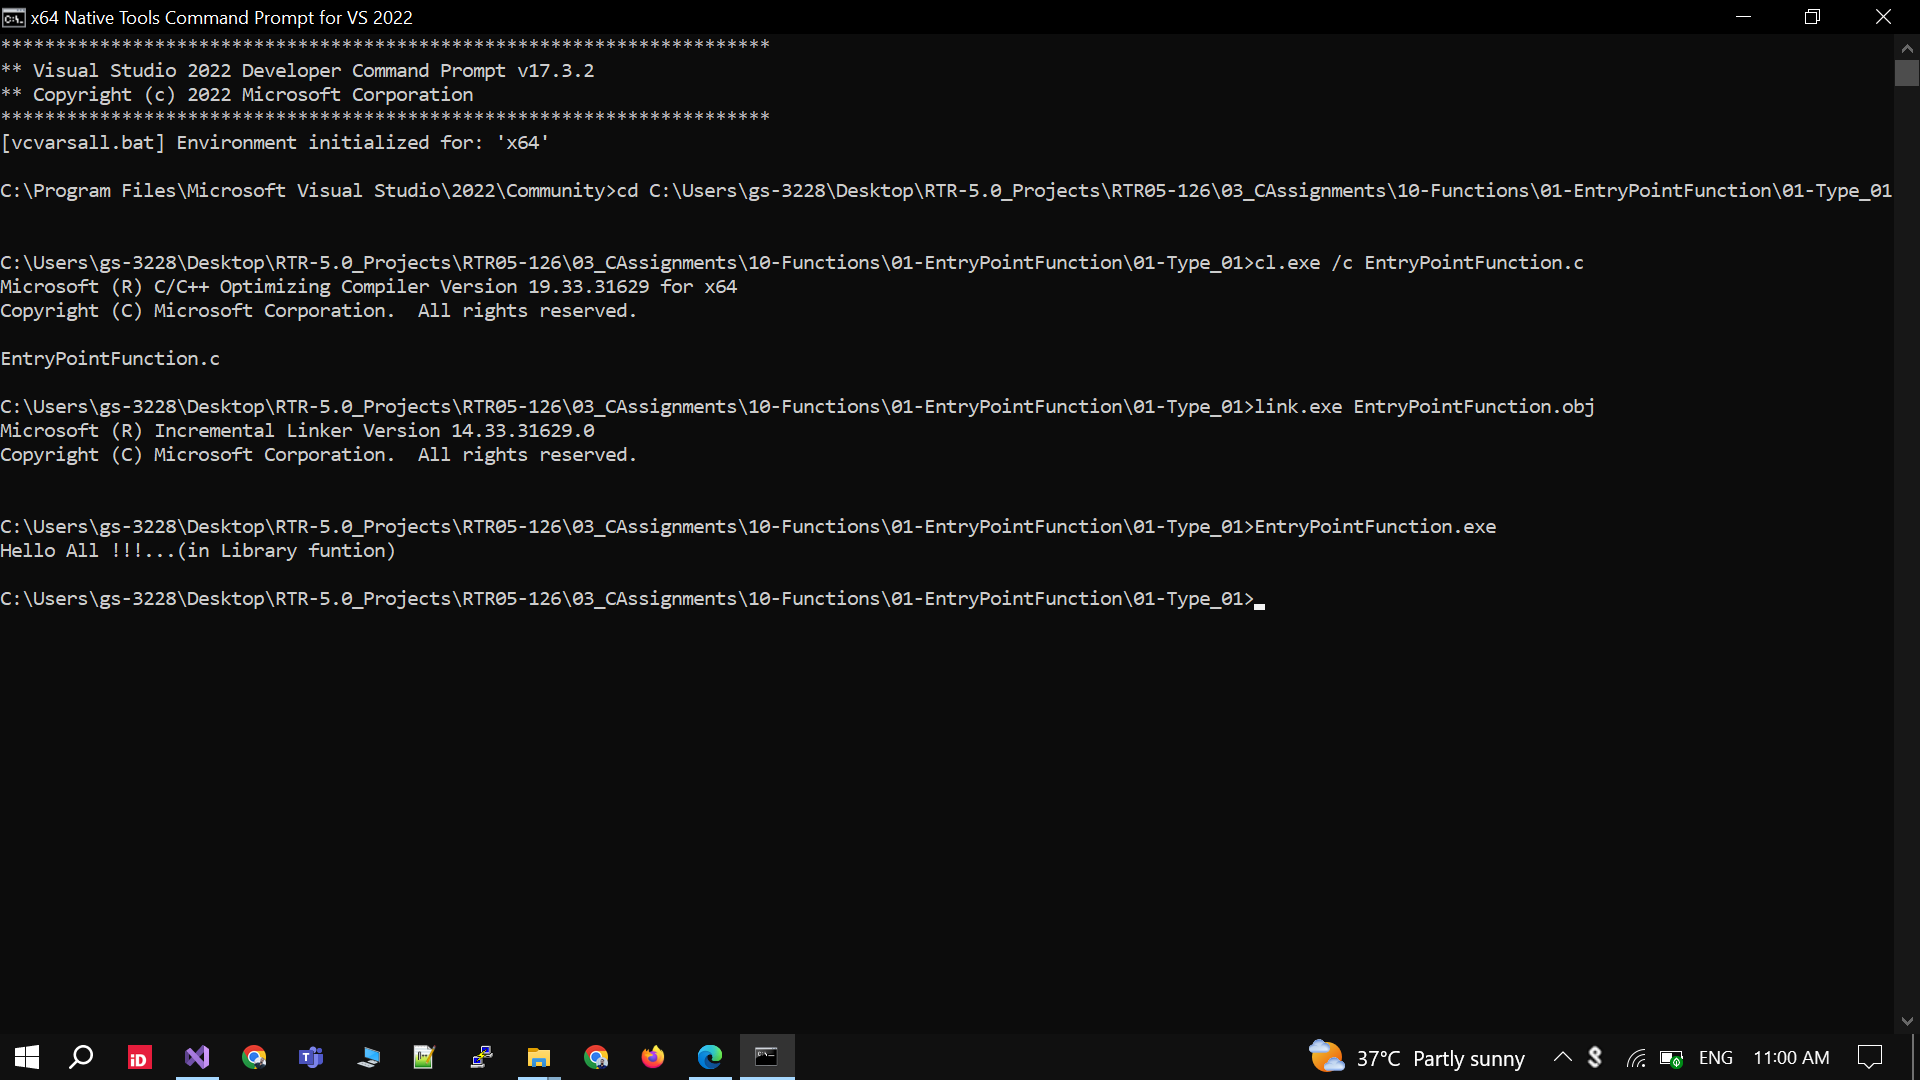 x64 Native Tools Command Prompt for VS 2022
**********************************************************************
** Visual Studio 2022 Developer Command Prompt v17.3.2
** Copyright (c) 2022 Microsoft Corporation
**********************************************************************
[vcvarsall.bat] Environment initialized for: 'x64'
C:\Program Files\Microsoft Visual Studio\2022\Community>cd C:\Users\gs-3228\Desktop\RTR-5.0_Projects\RTR05-126\03_CAssignments\10-Functions\01-EntryPointFunction\01-Type_01
C:\Users\gs-3228\Desktop\RTR-5.0_Projects\RTR05-126\03_CAssignments\10-Functions\01-EntryPointFunction\01-Type_01>cl.exe /c EntryPointFunction.c
Microsoft (R) C/C++ Optimizing Compiler Version 19.33.31629 for x64
Copyright (C) Microsoft Corporation.  All rights reserved.
EntryPointFunction.c
C:\Users\gs-3228\Desktop\RTR-5.0_Projects\RTR05-126\03_CAssignments\10-Functions\01-EntryPointFunction\01-Type_01>link.exe EntryPointFunction.obj
Microsoft (R) Incremental Linker Version 14.33.31629.0
Copyright (C) Microsoft Corporation.  All rights reserved.
C:\Users\gs-3228\Desktop\RTR-5.0_Projects\RTR05-126\03_CAssignments\10-Functions\01-EntryPointFunction\01-Type_01>EntryPointFunction.exe
Hello All !!!...(in Library funtion)
C:\Users\gs-3228\Desktop\RTR-5.0_Projects\RTR05-126\03_CAssignments\10-Functions\01-EntryPointFunction\01-Type_01>
iD
37°C Partly sunny
ENG
11:00 AM